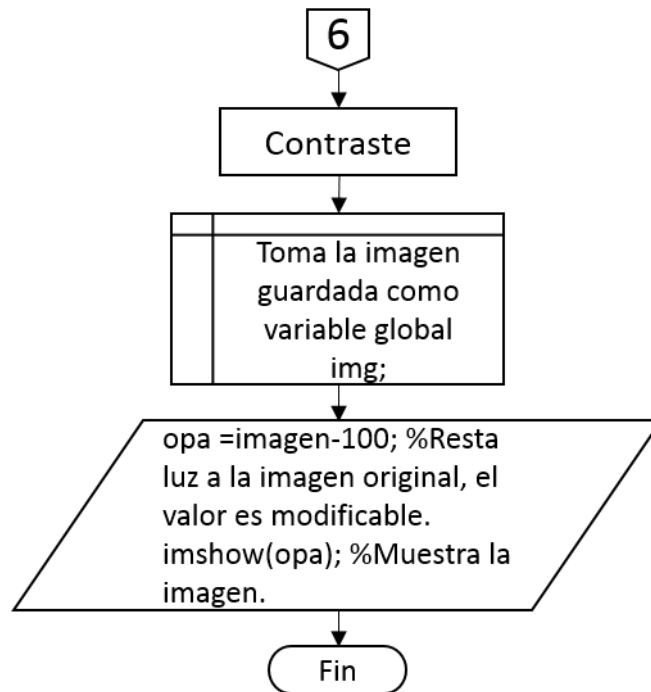 6
Contraste
Toma la imagen
guardada como
variable global
img;
opa =imagen-100; %Resta
luz a la imagen original, el
valor es modificable.
imshow(opa); %Muestra la
imagen.
Fin